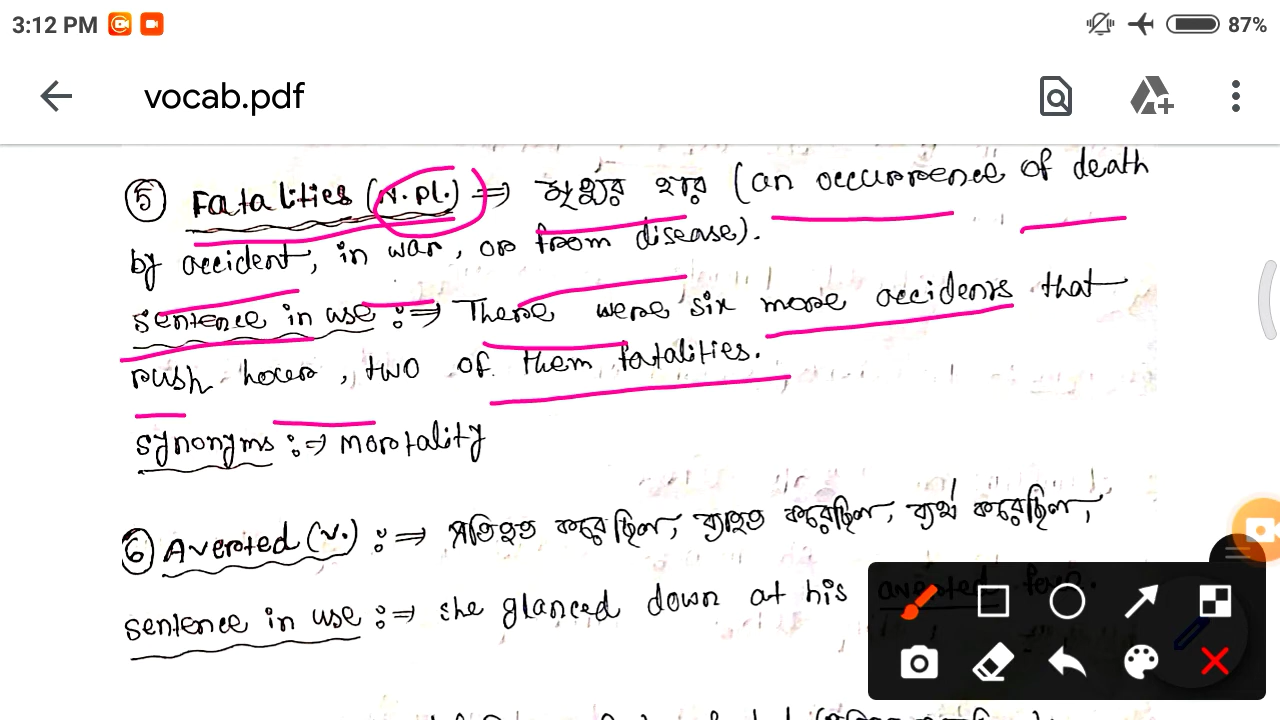 3:12 PM 87%
vocab.pdf
⑤ Fatalities (N. Pl.) ⇒ মৃত্যুর হার (an occurrence of death
by accident, in war, or from disease).
sentence in use :⇒ There were six more accidents that
rush hour, two of them fatalities.
synonyms :⇒ mortality
⑥ Averted (v.) :⇒ প্রতিহত করেছিল, ব্যাহত করেছিল, ব্যর্থ করেছিল,
sentence in use :⇒ she glanced down at his averted face.